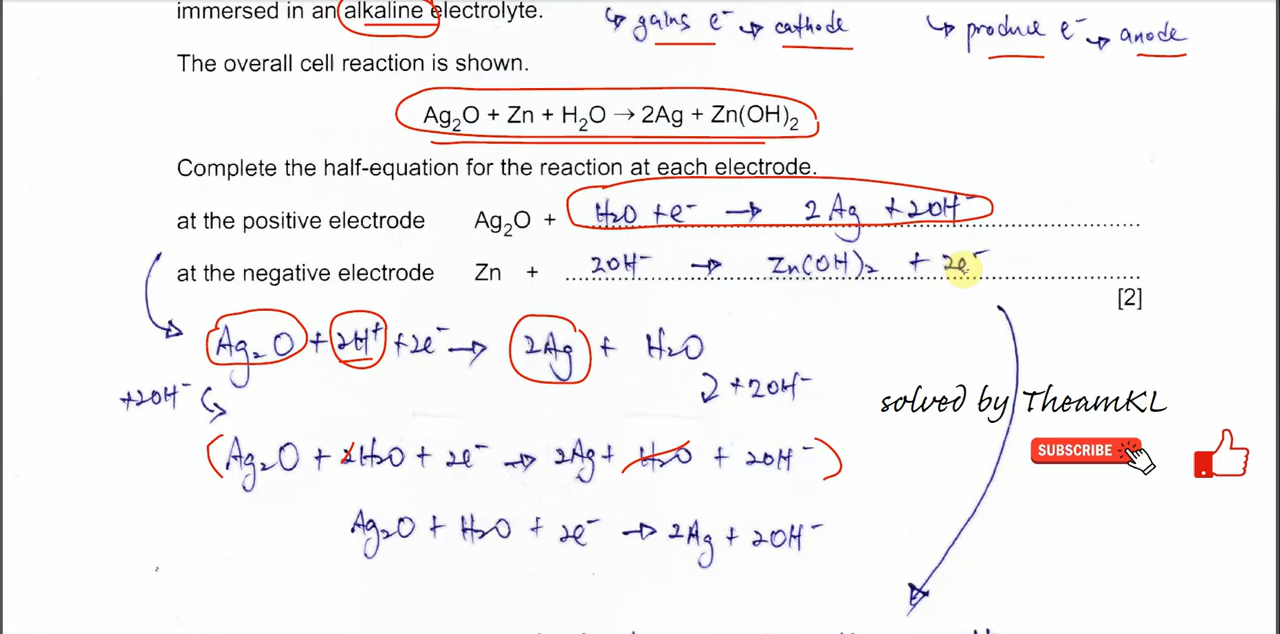 immersed in an alkaline electrolyte.
↳ gains e⁻ → cathode
↳ produce e⁻ → anode
The overall cell reaction is shown.
Ag₂O + Zn + H₂O → 2Ag + Zn(OH)₂
Complete the half-equation for the reaction at each electrode.
at the positive electrode Ag₂O + H₂O + e⁻ → 2Ag + 2OH⁻
at the negative electrode Zn + 2OH⁻ → Zn(OH)₂ + 2e⁻
[2]
Ag₂O + 2H⁺ + 2e⁻ → 2Ag + H₂O
+2OH⁻
+2OH⁻
solved by TheamKL
SUBSCRIBE
(Ag₂O + 2H₂O + 2e⁻ → 2Ag + H₂O + 2OH⁻)
Ag₂O + H₂O + 2e⁻ → 2Ag + 2OH⁻